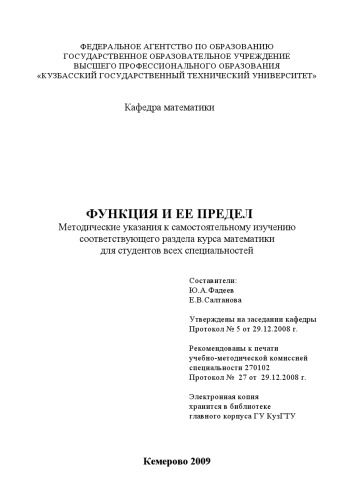 ФЕДЕРАЛЬНОЕ АГЕНТСТВО ПО ОБРАЗОВАНИЮ
ГОСУДАРСТВЕННОЕ ОБРАЗОВАТЕЛЬНОЕ УЧРЕЖДЕНИЕ
ВЫСШЕГО ПРОФЕССИОНАЛЬНОГО ОБРАЗОВАНИЯ
«КУЗБАССКИЙ ГОСУДАРСТВЕННЫЙ ТЕХНИЧЕСКИЙ УНИВЕРСИТЕТ»
Кафедра математики
ФУНКЦИЯ И ЕЕ ПРЕДЕЛ
Методические указания к самостоятельному изучению
соответствующего раздела курса математики
для студентов всех специальностей
Составители:
Ю.А.Фадеев
Е.В.Салтанова
Утверждены на заседании кафедры
Протокол № 5 от 29.12.2008 г.
Рекомендованы к печати
учебно-методической комиссией
специальности 270102
Протокол № 27 от 29.12.2008 г.
Электронная копия
хранится в библиотеке
главного корпуса ГУ КузГТУ
Кемерово 2009